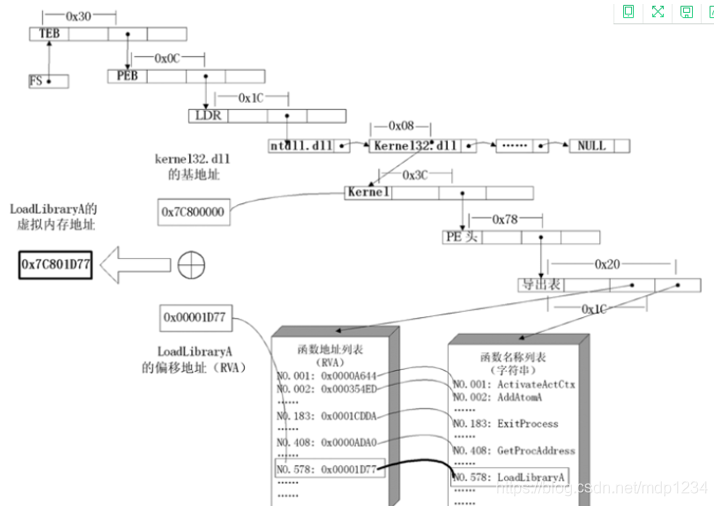 0x30
TEB
0x0C
FS
PEB
0x1C
LDR
0x08
ntdll.dll
Kernel32.dll
······
NULL
kernel32.dll
的基地址
0x3C
Kernel
LoadLibraryA的
虚拟内存地址
0x7C800000
0x78
PE 头
0x7C801D77
0x20
导出表
0x1C
0x00001D77
LoadLibraryA
的偏移地址（RVA）
函数地址列表
（RVA）
NO.001: 0x0000A644
NO.002: 0x000354ED
······
NO.183: 0x0001CDDA
······
NO.408: 0x0000ADA0
······
NO.578: 0x00001D77
······
······
函数名称列表
（字符串）
NO.001: ActivateActCtx
NO.002: AddAtomA
······
NO.183: ExitProcess
······
NO.408: GetProcAddress
······
NO.578: LoadLibraryA
······
······
https://blog.csdn.net/mdp1234